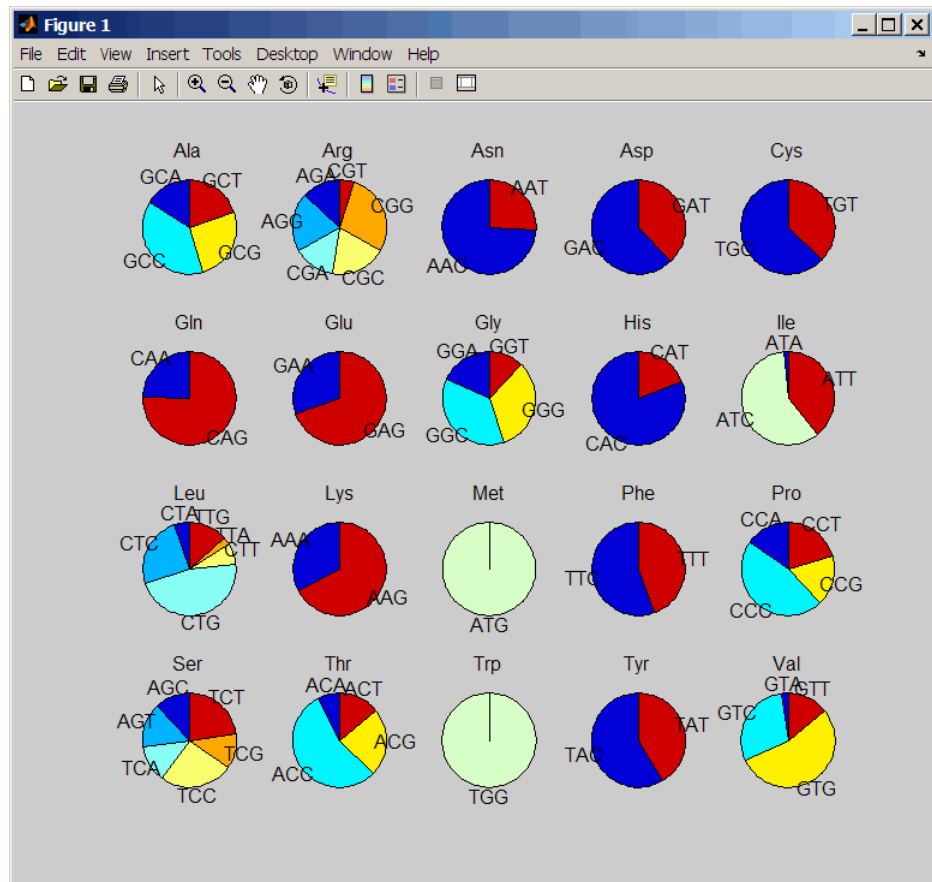 Figure 1
File Edit View Insert Tools Desktop Window Help
Ala Arg Asn Asp Cys
GCA GCT GCC GCG
AGA CGT AGG CGG CGA CGC
AAT AAC
GAT GAC
TGT TGC
Gln Glu Gly His Ile
CAA CAG
GAA GAG
GGA GGT GGC GGG
CAT CAC
ATA ATT ATC
Leu Lys Met Phe Pro
CTA TTG TTA CTT CTC CTG
AAA AAG
ATG
TTC TTT
CCA CCT CCC CCG
Ser Thr Trp Tyr Val
AGC TCT AGT TCG TCA TCC
ACA ACT ACG ACC
TGG
TAT TAC
GTA GTT GTC GTG